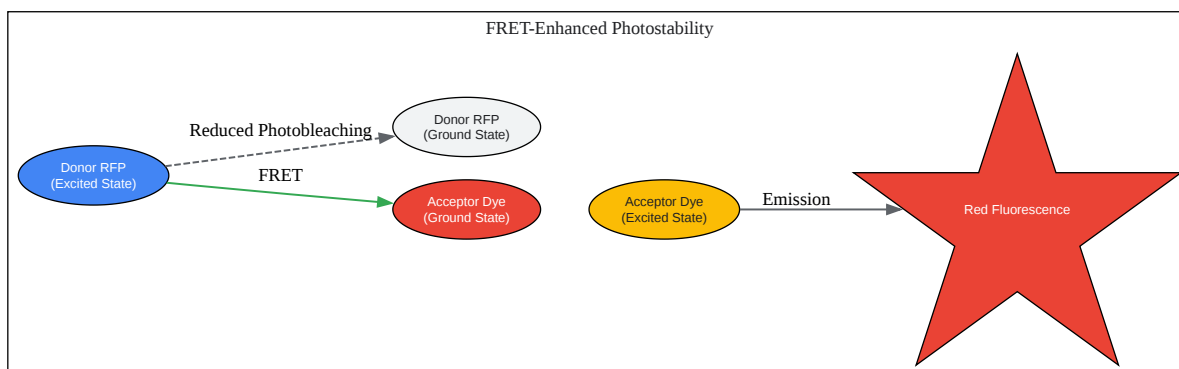 FRET-Enhanced Photostability
Donor RFP
(Excited State)
Reduced Photobleaching
FRET
Donor RFP
(Ground State)
Acceptor Dye
(Ground State)
Acceptor Dye
(Excited State)
Emission
Red Fluorescence